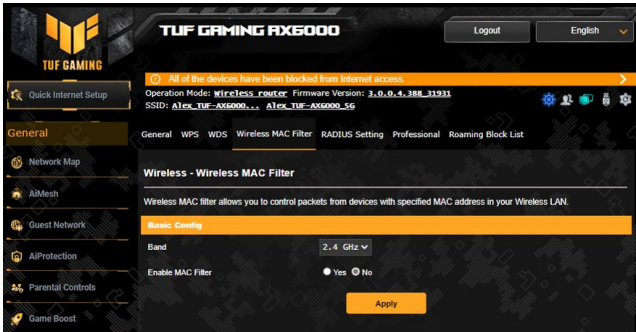 TUF GAMING AX6000
Logout
English
TUF GAMING
All of the devices have been blocked from Internet access.
Quick Internet Setup
Operation Mode: Wireless router Firmware Version: 3.0.0.4.388_31931
SSID: Alex_TUF-AX6000... Alex_TUF-AX6000_5G
General
General WPS WDS Wireless MAC Filter RADIUS Setting Professional Roaming Block List
Network Map
AiMesh
Guest Network
AiProtection
Parental Controls
Game Boost
Wireless - Wireless MAC Filter
Wireless MAC filter allows you to control packets from devices with specified MAC address in your Wireless LAN.
Basic Config
Band 2.4 GHz
Enable MAC Filter Yes No
Apply